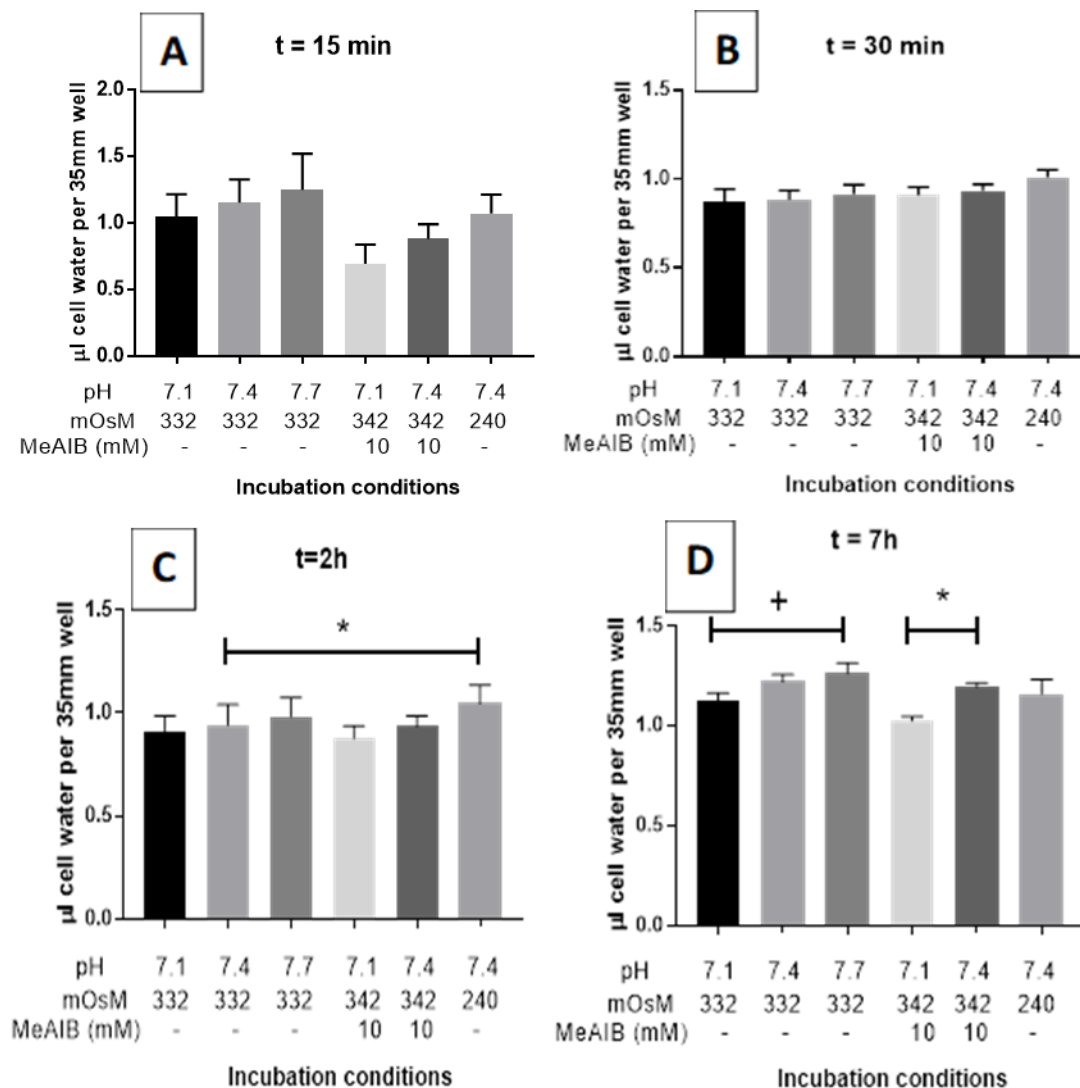 A
t = 15 min
µl cell water per 35mm well
2.0
1.5
1.0
0.5
0.0
pH 7.1 7.4 7.7 7.1 7.4 7.4
mOsM 332 332 332 342 342 240
MeAIB (mM) - - - 10 10 -
Incubation conditions
B
t = 30 min
µl cell water per 35mm well
1.5
1.0
0.5
0.0
pH 7.1 7.4 7.7 7.1 7.4 7.4
mOsM 332 332 332 342 342 240
MeAIB (mM) - - - 10 10 -
Incubation conditions
C
t=2h
µl cell water per 35mm well
1.5
1.0
0.5
0.0
*
pH 7.1 7.4 7.7 7.1 7.4 7.4
mOsM 332 332 332 342 342 240
MeAIB (mM) - - - 10 10 -
Incubation conditions
D
t = 7h
µl cell water per 35mm well
1.5
1.0
0.5
0.0
+ *
pH 7.1 7.4 7.7 7.1 7.4 7.4
mOsM 332 332 332 342 342 240
MeAIB (mM) - - - 10 10 -
Incubation conditions